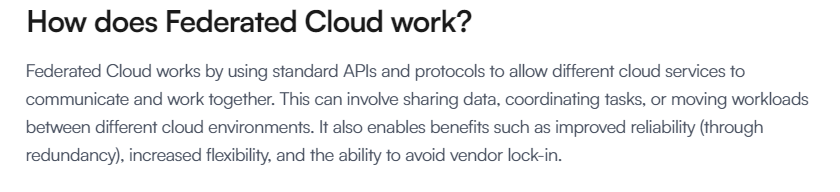 How does Federated Cloud work?
Federated Cloud works by using standard APIs and protocols to allow different cloud services to
communicate and work together. This can involve sharing data, coordinating tasks, or moving workloads
between different cloud environments. It also enables benefits such as improved reliability (through
redundancy), increased flexibility, and the ability to avoid vendor lock-in.